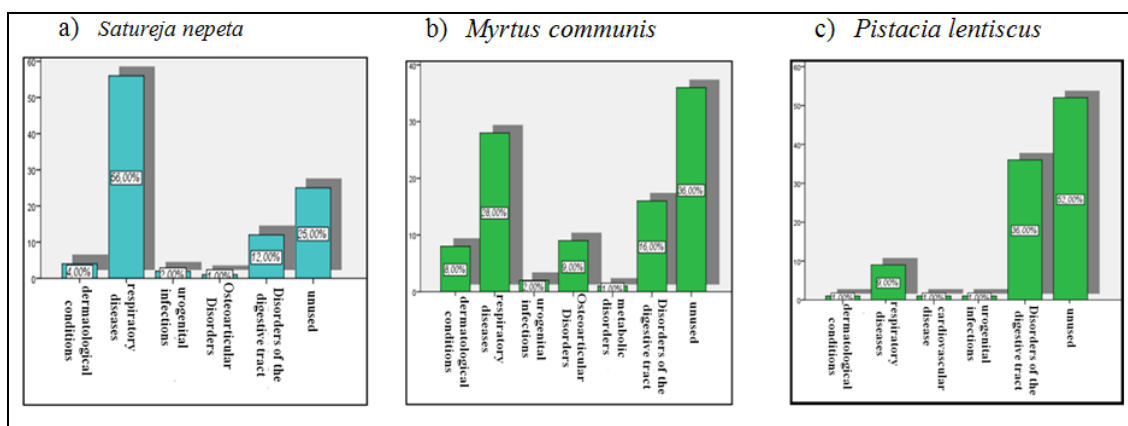 a) Satureja nepeta
60
50
40
30
20
10
0
4,00%
56,00%
2,00%
1,00%
12,00%
25,00%
dermatological
conditions
respiratory
diseases
urogenital
infections
Osteoarticular
Disorders
Disorders of the
digestive tract
unused
b) Myrtus communis
40
30
20
10
0
8,00%
28,00%
2,00%
9,00%
1,00%
16,00%
36,00%
dermatological
conditions
respiratory
diseases
urogenital
infections
Osteoorticular
Disorders
metabolic
disorders
Disorders of the
digestive tract
unused
c) Pistacia lentiscus
60
50
40
30
20
10
0
1,00%
9,00%
1,00%
1,00%
36,00%
52,00%
dermatological
conditions
respiratory
diseases
cardiovascular
disease
urogenital
infections
Disorders of the
digestive tract
unused